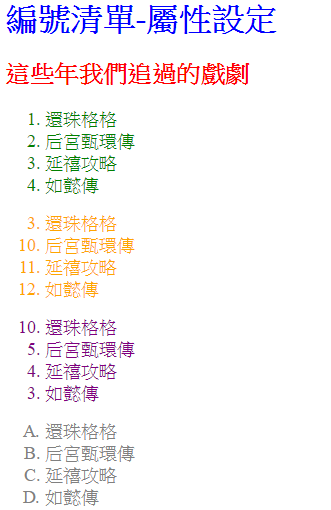 編號清單-屬性設定
這些年我們追過的戲劇
1. 還珠格格
2. 后宮甄環傳
3. 延禧攻略
4. 如懿傳
3. 還珠格格
10. 后宮甄環傳
11. 延禧攻略
12. 如懿傳
10. 還珠格格
5. 后宮甄環傳
4. 延禧攻略
3. 如懿傳
A. 還珠格格
B. 后宮甄環傳
C. 延禧攻略
D. 如懿傳